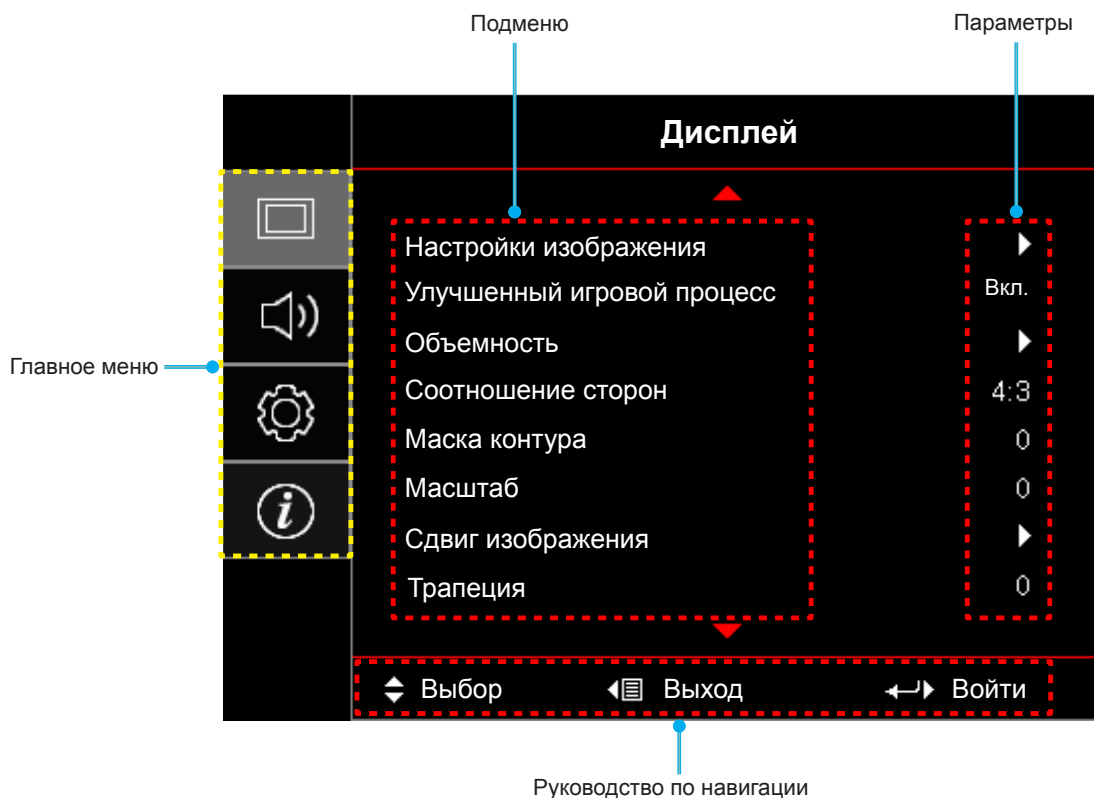 Подменю
Параметры
Дисплей
Настройки изображения
Улучшенный игровой процесс Вкл.
Объемность
Соотношение сторон 4:3
Маска контура 0
Масштаб 0
Сдвиг изображения
Трапеция 0
Главное меню
Выбор Выход Войти
Руководство по навигации